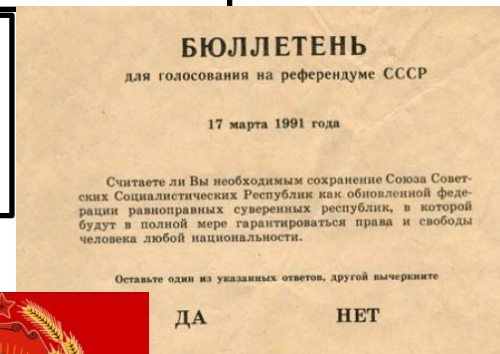 БЮЛЛЕТЕНЬ
для голосования на референдуме СССР
17 марта 1991 года
Считаете ли Вы необходимым сохранение Союза Совет-
ских Социалистических Республик как обновленной феде-
рации равноправных суверенных республик, в которой
будут в полной мере гарантироваться права и свободы
человека любой национальности.
Оставьте один из указанных ответов, другой вычеркните
ДА НЕТ